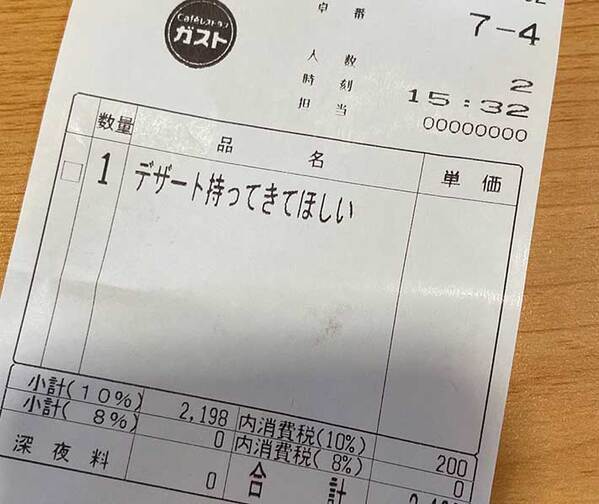 Caféレストラン
ガスト
卓番 7-4
人数 2
時刻 15:32
担当 00000000
数量 品名 単価
1 デザート持ってきてほしい
小計(10%) 2,198 内消費税(10%) 200
小計( 8%) 0 内消費税( 8%) 0
深夜料 0 合計